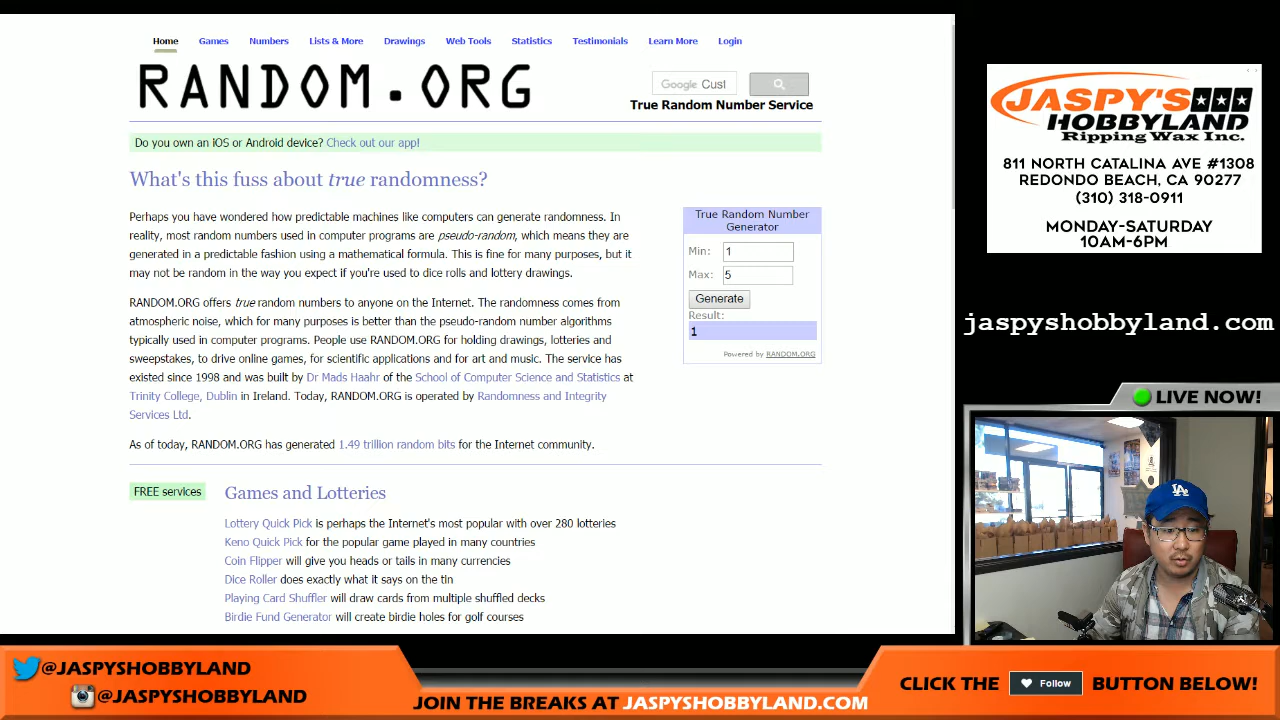 Home Games Numbers Lists & More Drawings Web Tools Statistics Testimonials Learn More Login
RANDOM.ORG
Google Cust
True Random Number Service
Do you own an iOS or Android device? Check out our app!
What's this fuss about true randomness?
Perhaps you have wondered how predictable machines like computers can generate randomness. In
reality, most random numbers used in computer programs are pseudo-random, which means they are
generated in a predictable fashion using a mathematical formula. This is fine for many purposes, but it
may not be random in the way you expect if you're used to dice rolls and lottery drawings.
RANDOM.ORG offers true random numbers to anyone on the Internet. The randomness comes from
atmospheric noise, which for many purposes is better than the pseudo-random number algorithms
typically used in computer programs. People use RANDOM.ORG for holding drawings, lotteries and
sweepstakes, to drive online games, for scientific applications and for art and music. The service has
existed since 1998 and was built by Dr Mads Haahr of the School of Computer Science and Statistics at
Trinity College, Dublin in Ireland. Today, RANDOM.ORG is operated by Randomness and Integrity
Services Ltd.
As of today, RANDOM.ORG has generated 1.49 trillion random bits for the Internet community.
True Random Number
Generator
Min: 1
Max: 5
Generate
Result:
1
Powered by RANDOM.ORG
FREE services
Games and Lotteries
Lottery Quick Pick is perhaps the Internet's most popular with over 280 lotteries
Keno Quick Pick for the popular game played in many countries
Coin Flipper will give you heads or tails in many currencies
Dice Roller does exactly what it says on the tin
Playing Card Shuffler will draw cards from multiple shuffled decks
Birdie Fund Generator will create birdie holes for golf courses
JASPY'S
HOBBYLAND
Ripping Wax Inc.
811 NORTH CATALINA AVE #1308
REDONDO BEACH, CA 90277
(310) 318-0911
MONDAY-SATURDAY
10AM-6PM
jaspyshobbyland.com
LIVE NOW!
LA
@JASPYSHOBBYLAND
@JASPYSHOBBYLAND
JOIN THE BREAKS AT JASPYSHOBBYLAND.COM
CLICK THE Follow BUTTON BELOW!